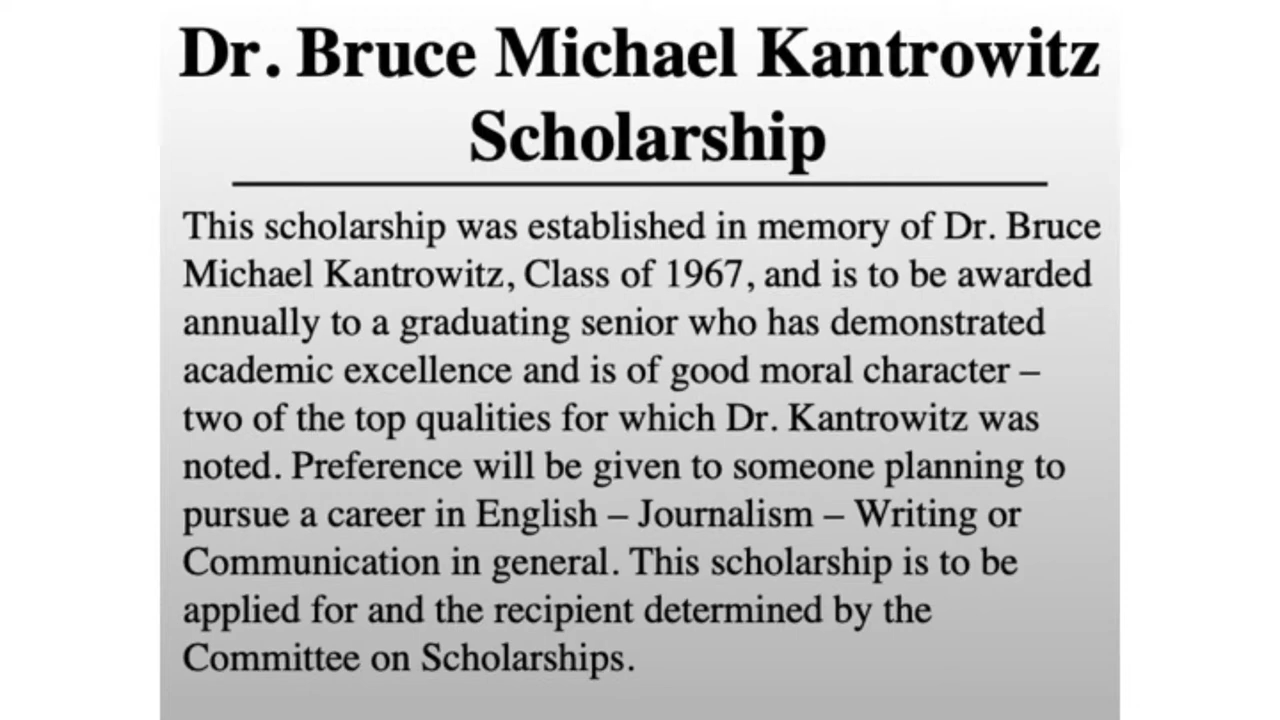 Dr. Bruce Michael Kantrowitz
Scholarship
This scholarship was established in memory of Dr. Bruce
Michael Kantrowitz, Class of 1967, and is to be awarded
annually to a graduating senior who has demonstrated
academic excellence and is of good moral character –
two of the top qualities for which Dr. Kantrowitz was
noted. Preference will be given to someone planning to
pursue a career in English – Journalism – Writing or
Communication in general. This scholarship is to be
applied for and the recipient determined by the
Committee on Scholarships.